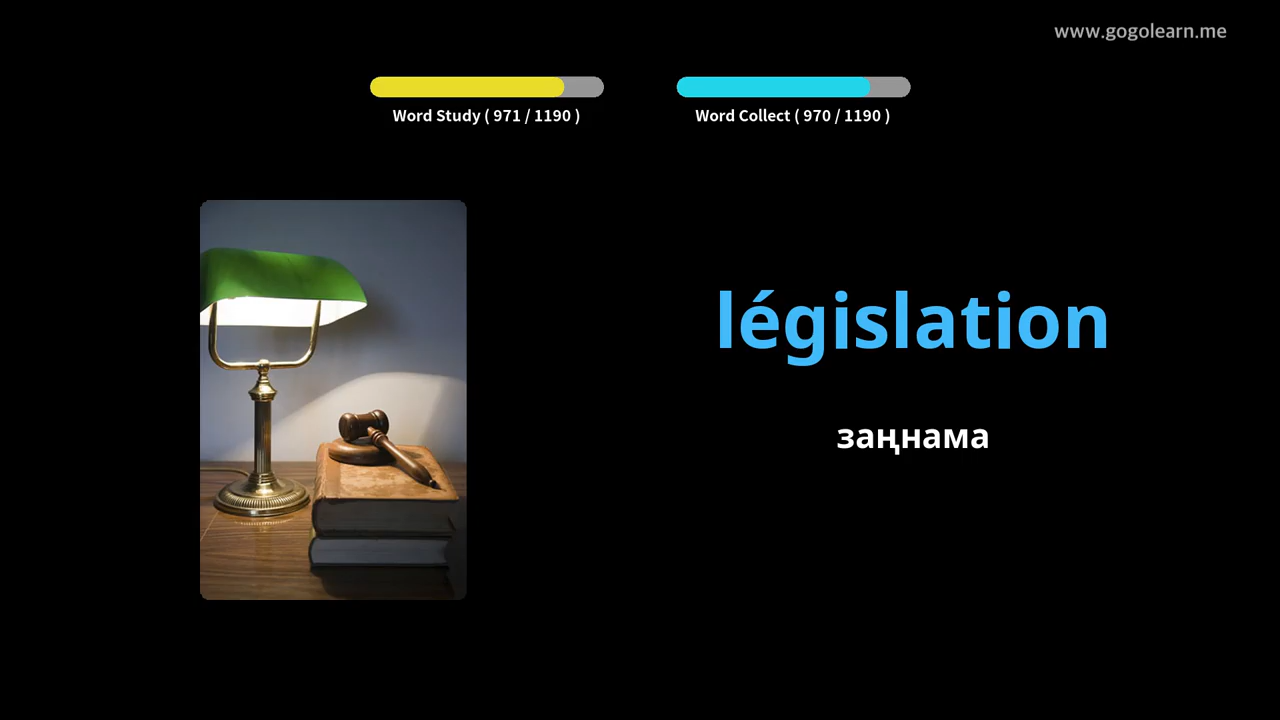 www.gogolearn.me
Word Study ( 971 / 1190 )
Word Collect ( 970 / 1190 )
législation
заңнама